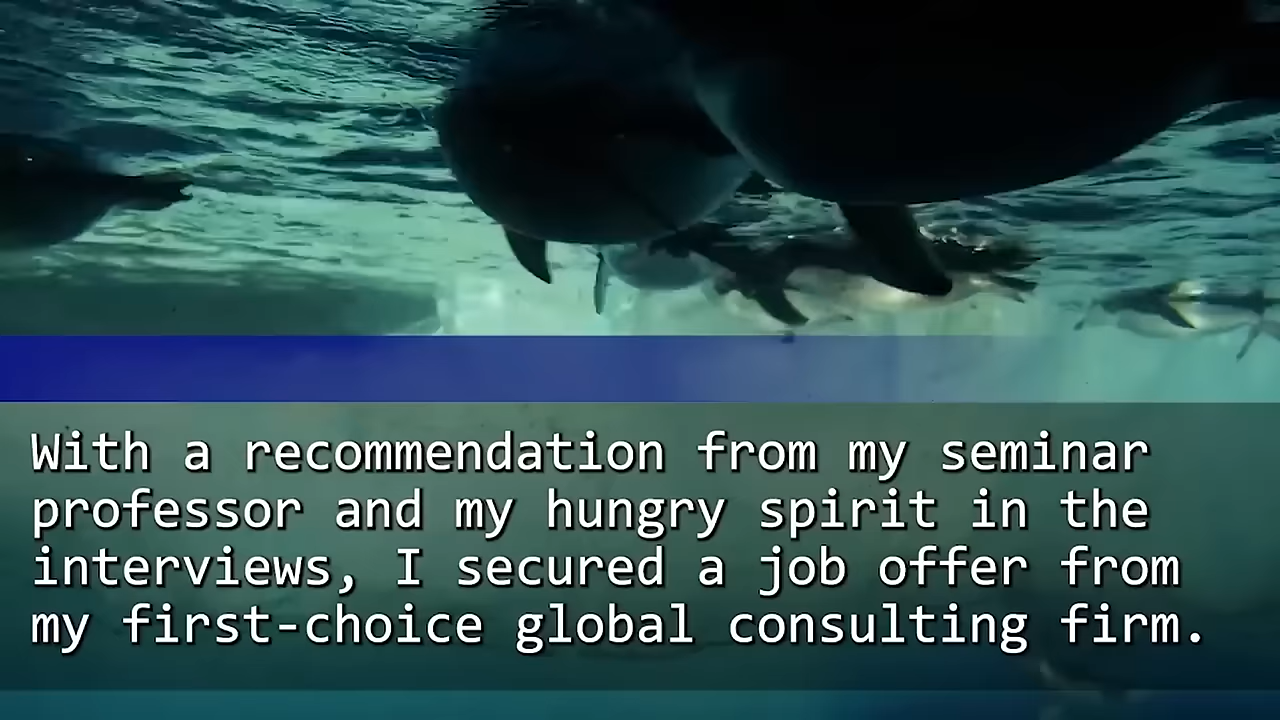 With a recommendation from my seminar
professor and my hungry spirit in the
interviews, I secured a job offer from
my first-choice global consulting firm.